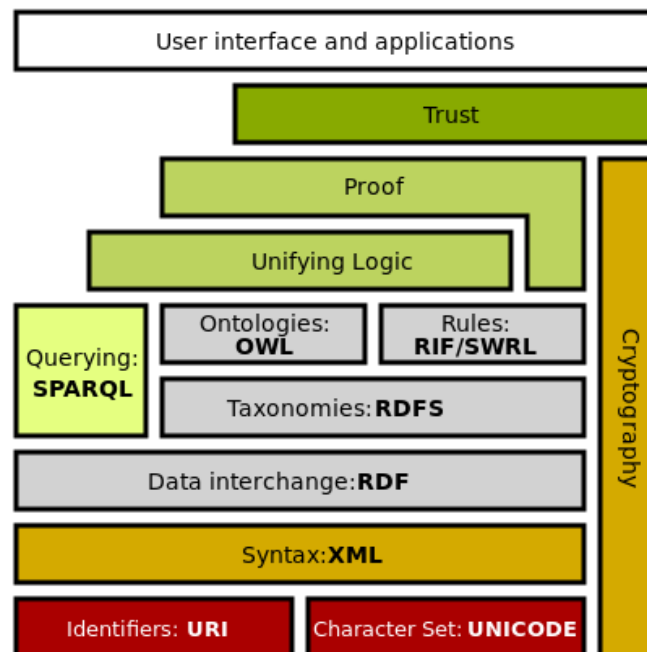 User interface and applications
Trust
Proof
Unifying Logic
Ontologies:
OWL
Rules:
RIF/SWRL
Querying:
SPARQL
Taxonomies:RDFS
Cryptography
Data interchange:RDF
Syntax:XML
Identifiers: URI
Character Set: UNICODE